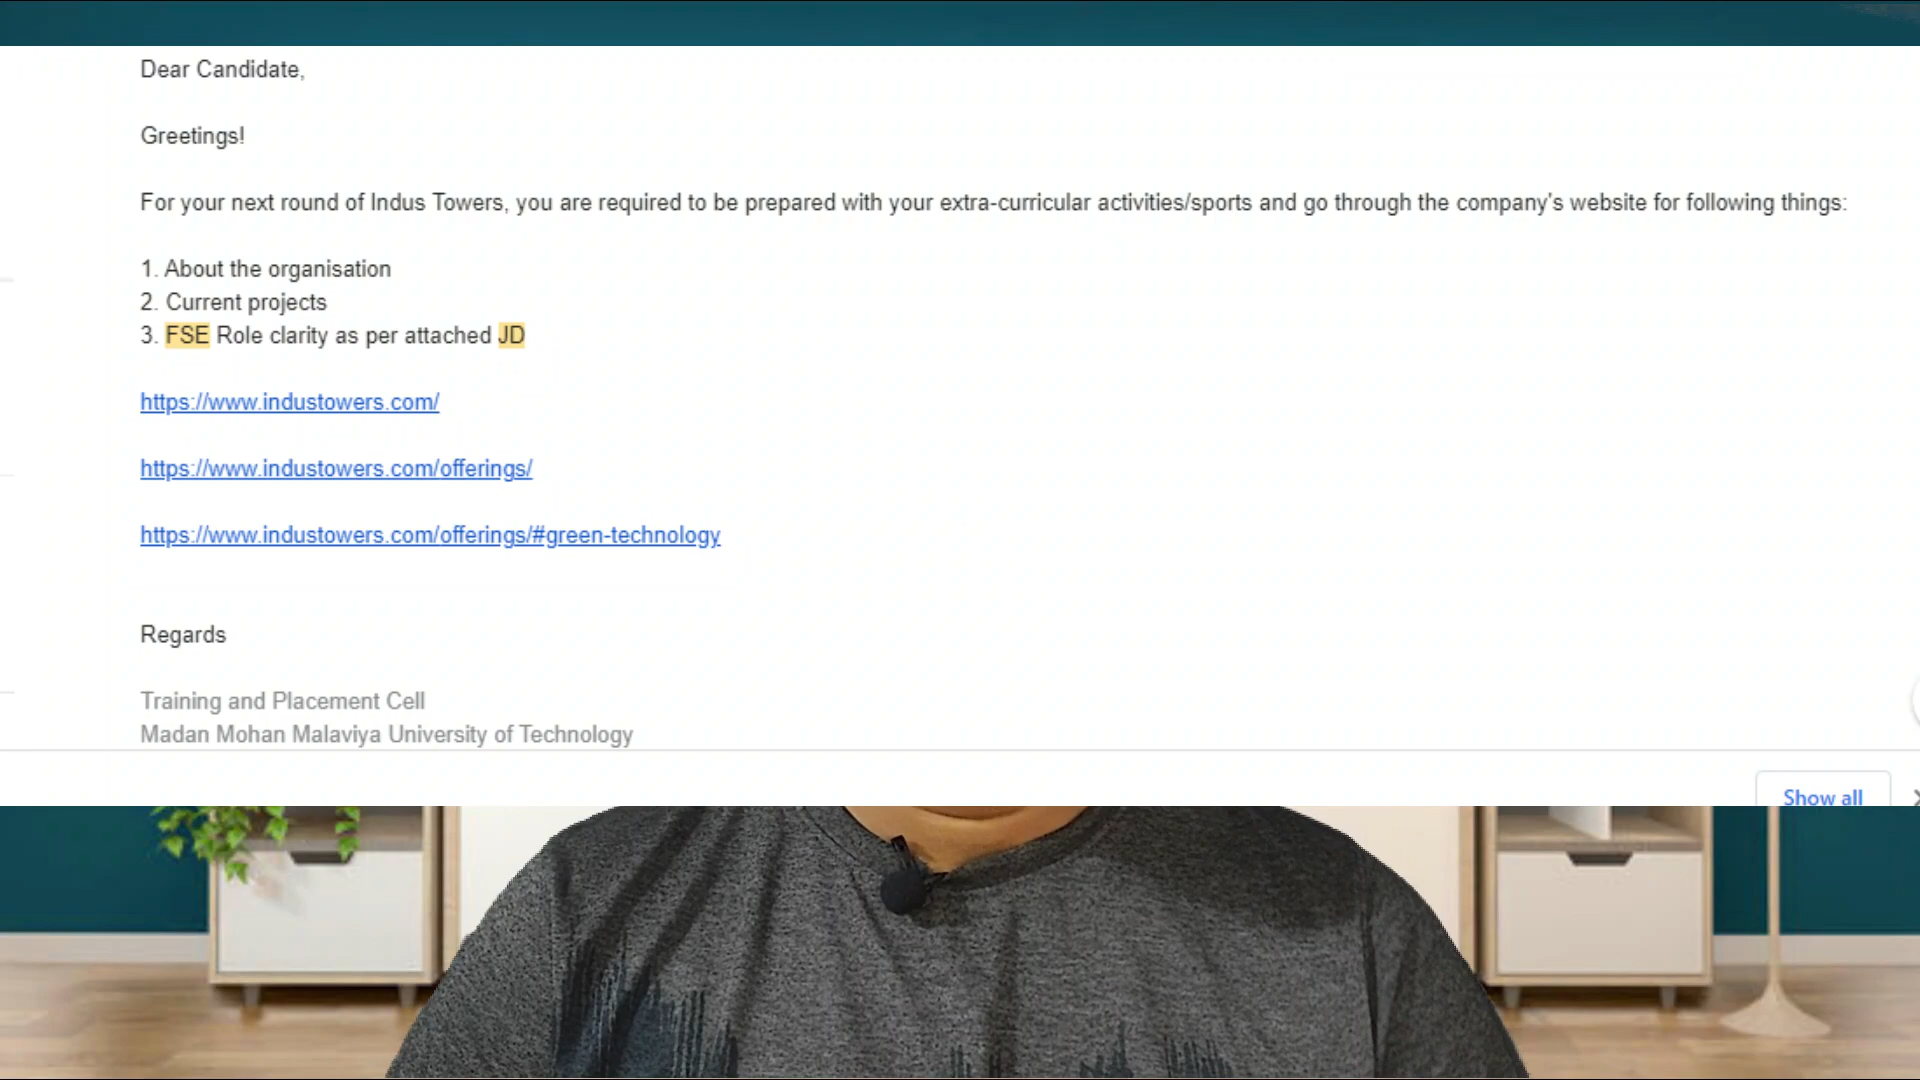 Dear Candidate,
Greetings!
For your next round of Indus Towers, you are required to be prepared with your extra-curricular activities/sports and go through the company's website for following things:
1. About the organisation
2. Current projects
3. FSE Role clarity as per attached JD
https://www.industowers.com/
https://www.industowers.com/offerings/
https://www.industowers.com/offerings/#green-technology
Regards
Training and Placement Cell
Madan Mohan Malaviya University of Technology
Show all